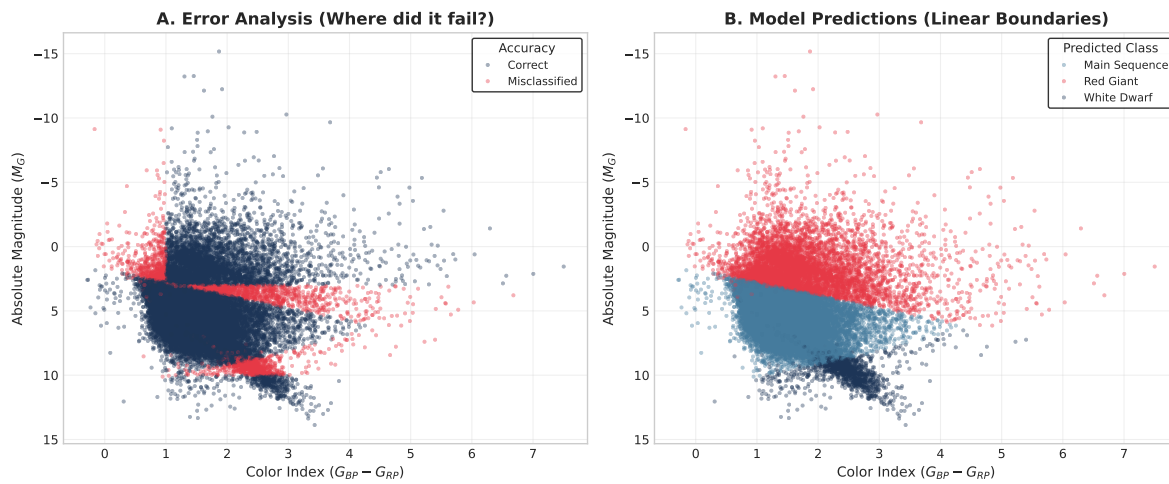 A. Error Analysis (Where did it fail?)
Accuracy
Correct
Misclassified
−15
−10
−5
0
5
10
15
Absolute Magnitude (M_G)
0 1 2 3 4 5 6 7
Color Index (G_BP − G_RP)
B. Model Predictions (Linear Boundaries)
Predicted Class
Main Sequence
Red Giant
White Dwarf
−15
−10
−5
0
5
10
15
Absolute Magnitude (M_G)
0 1 2 3 4 5 6 7
Color Index (G_BP − G_RP)